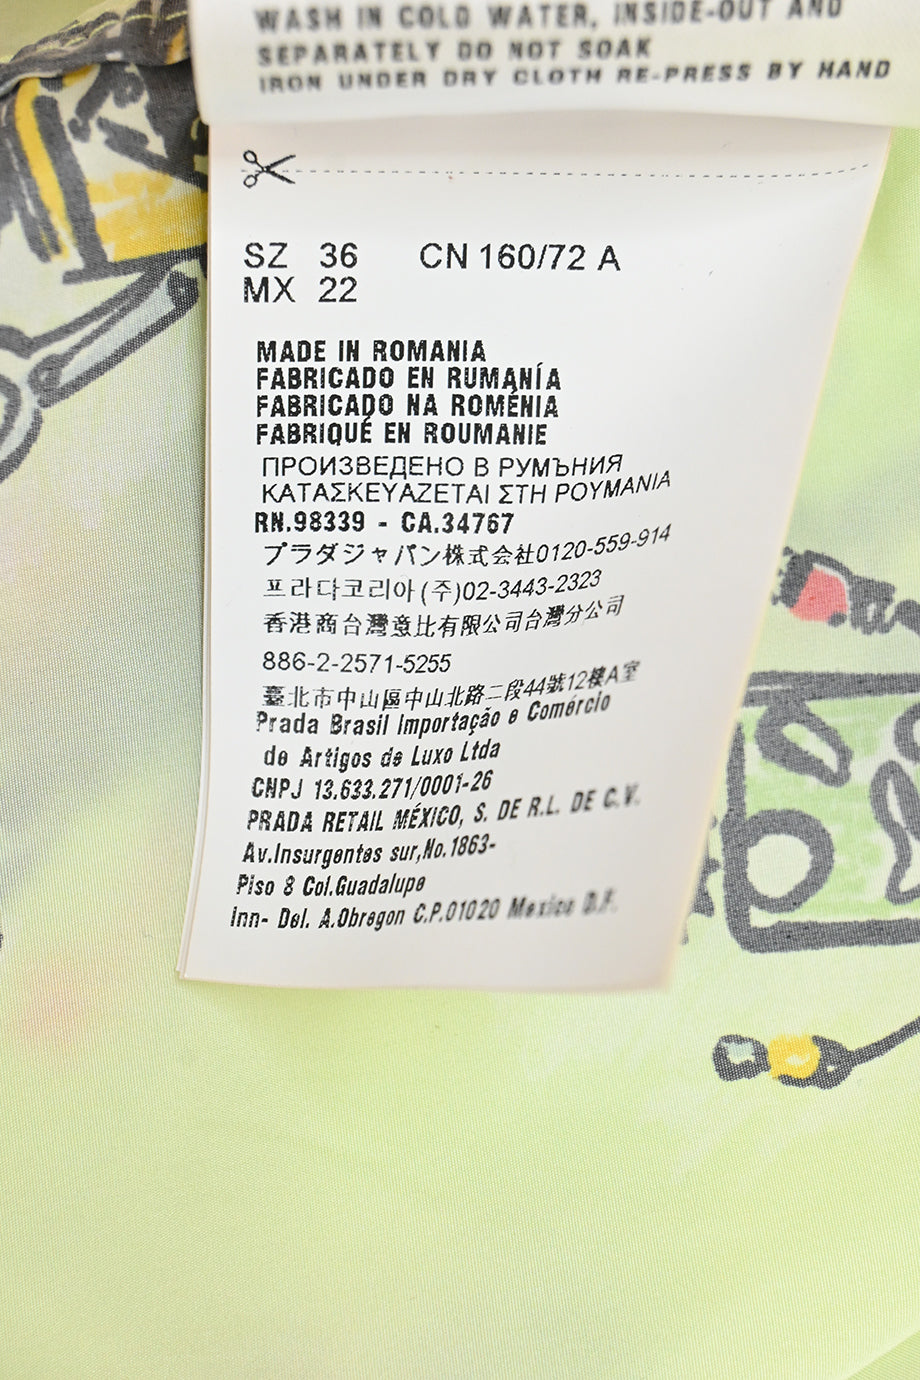 WASH IN COLD WATER, INSIDE-OUT AND
SEPARATELY DO NOT SOAK
IRON UNDER DRY CLOTH RE-PRESS BY HAND
SZ 36 CN 160/72 A
MX 22
MADE IN ROMANIA
FABRICADO EN RUMANÍA
FABRICADO NA ROMÉNIA
FABRIQUÉ EN ROUMANIE
ПРОИЗВЕДЕНО В РУМЪНИЯ
ΚΑΤΑΣΚΕΥΑΖΕΤΑΙ ΣΤΗ ΡΟΥΜΑΝΙΑ
RN.98339 - CA.34767
プラダジャパン株式会社0120-559-914
프라다코리아(주)02-3443-2323
香港商台灣意比有限公司台灣分公司
886-2-2571-5255
臺北市中山區中山北路二段44號12樓A室
Prada Brasil Importação e Comércio
de Artigos de Luxo Ltda
CNPJ 13.633.271/0001-26
PRADA RETAIL MÉXICO, S. DE R.L. DE C.V.
Av.Insurgentes sur,No.1863-
Piso 8 Col.Guadalupe
Inn- Del. A.Obregon C.P.01020 Mexico D.F.